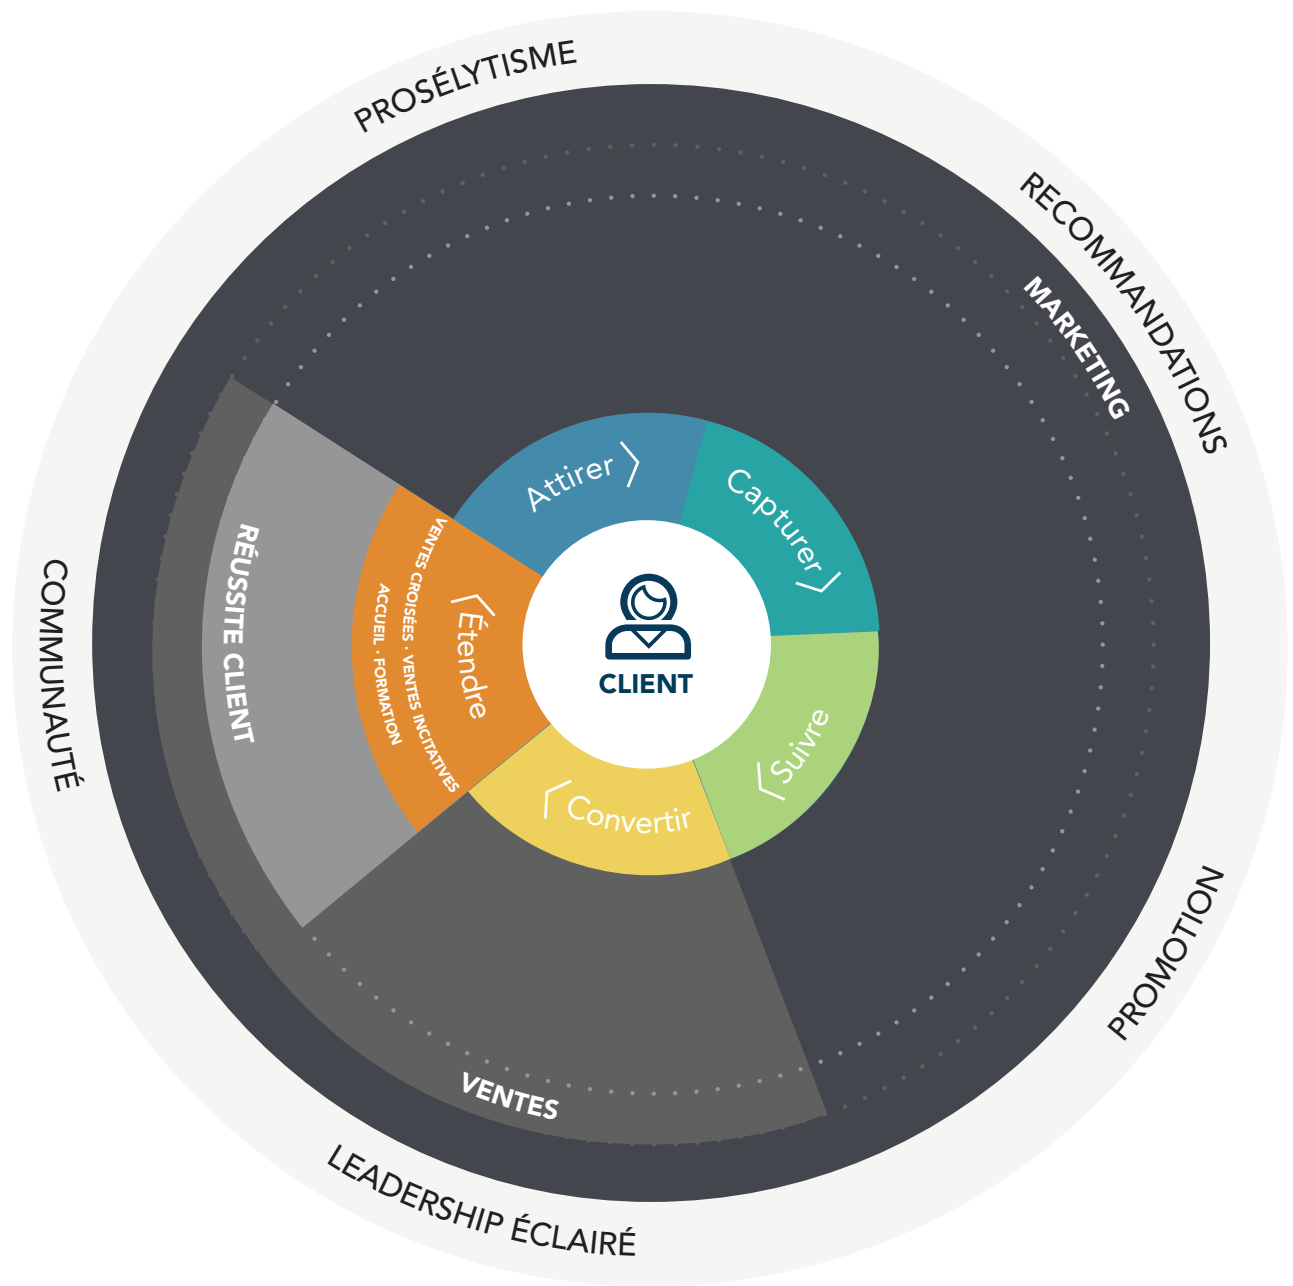 PROSÉLYTISME
RECOMMANDATIONS
MARKETING
Attirer
Capturer
RÉUSSITE CLIENT
VENTES CROISÉES · VENTES INCITATIVES
ACCUEIL · FORMATION
Étendre
CLIENT
COMMUNAUTÉ
Suivre
Convertir
PROMOTION
VENTES
LEADERSHIP ÉCLAIRÉ